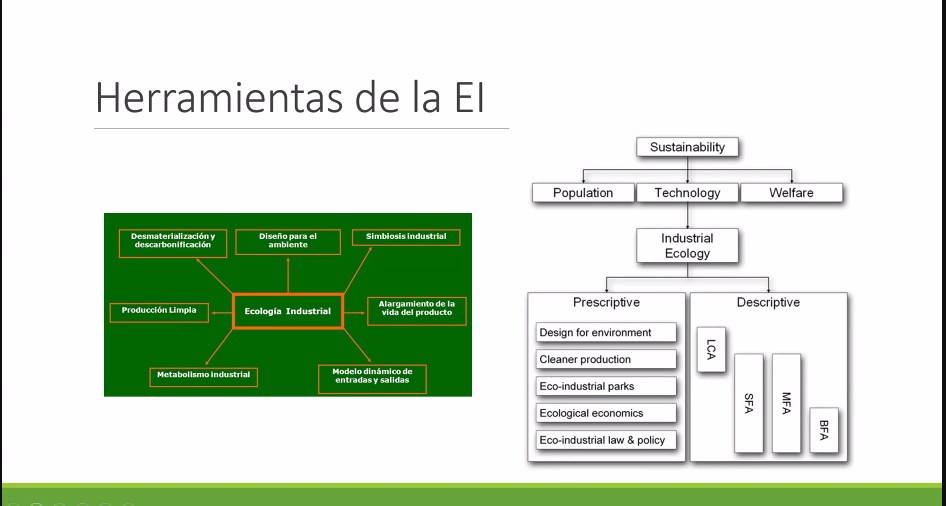 Herramientas de la EI
Desmaterialización y
descarbonificación
Diseño para el
ambiente
Simbiosis industrial
Producción Limpia
Ecología Industrial
Alargamiento de la
vida del producto
Metabolismo industrial
Modelo dinámico de
entradas y salidas
Sustainability
Population
Technology
Welfare
Industrial
Ecology
Prescriptive
Design for environment
Cleaner production
Eco-industrial parks
Ecological economics
Eco-industrial law & policy
Descriptive
LCA
SFA
MFA
BFA